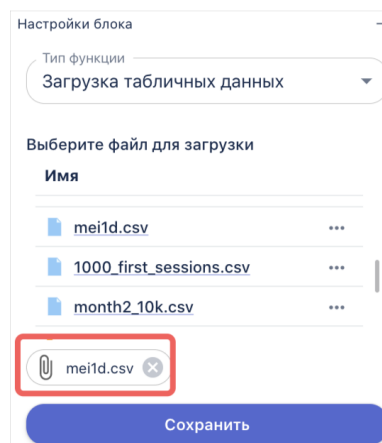 Настройки блока
Тип функции
Загрузка табличных данных
Выберите файл для загрузки
Имя
mei1d.csv
1000_first_sessions.csv
month2_10k.csv
mei1d.csv
Сохранить